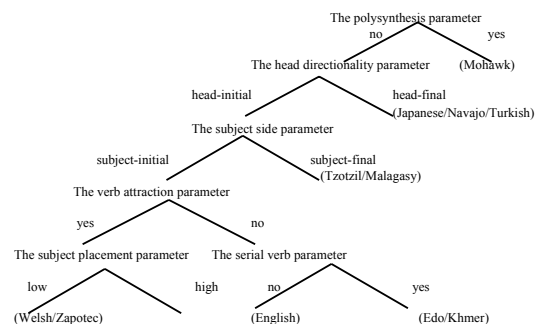 The polysynthesis parameter
no yes
The head directionality parameter (Mohawk)
head-initial head-final
(Japanese/Navajo/Turkish)
The subject side parameter
subject-initial subject-final
(Tzotzil/Malagasy)
The verb attraction parameter
yes no
The subject placement parameter The serial verb parameter
low high no yes
(Welsh/Zapotec) (English) (Edo/Khmer)